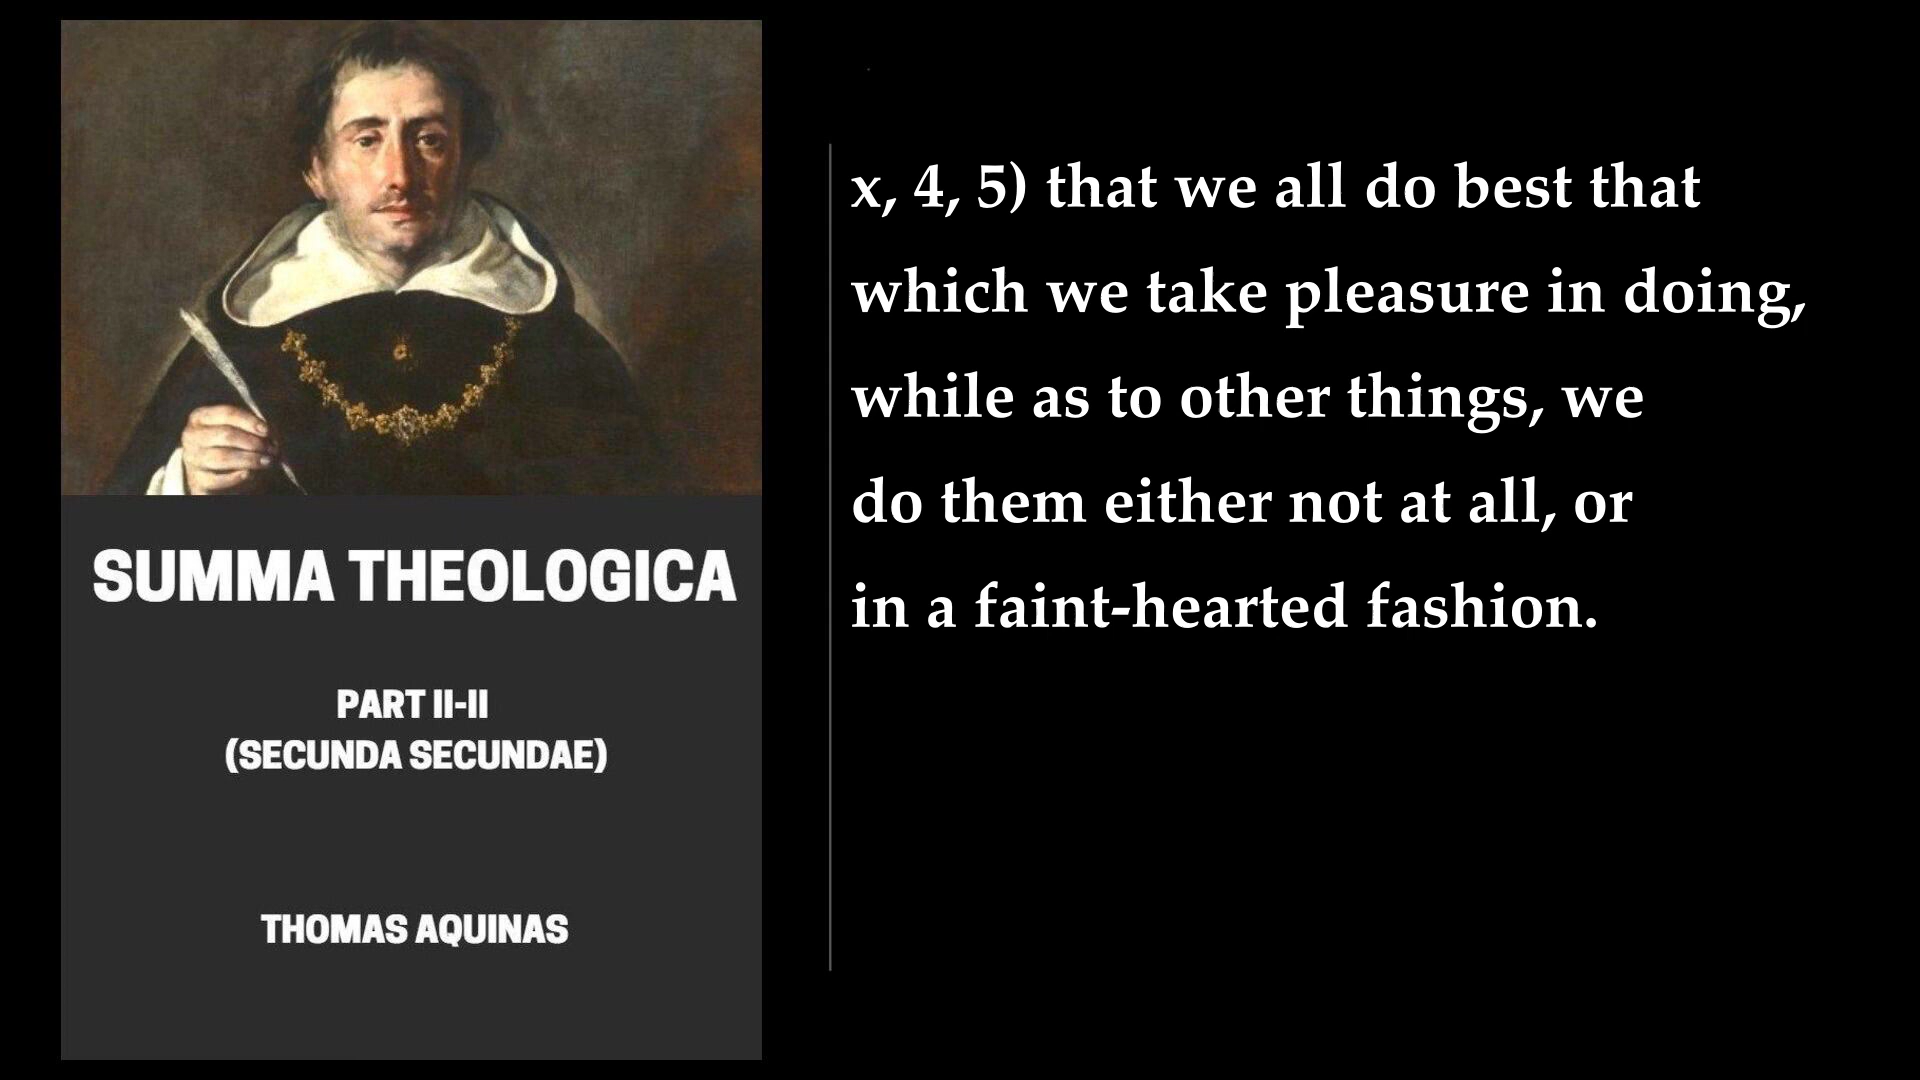 SUMMA THEOLOGICA
PART II-II
(SECUNDA SECUNDAE)
THOMAS AQUINAS
x, 4, 5) that we all do best that
which we take pleasure in doing,
while as to other things, we
do them either not at all, or
in a faint-hearted fashion.